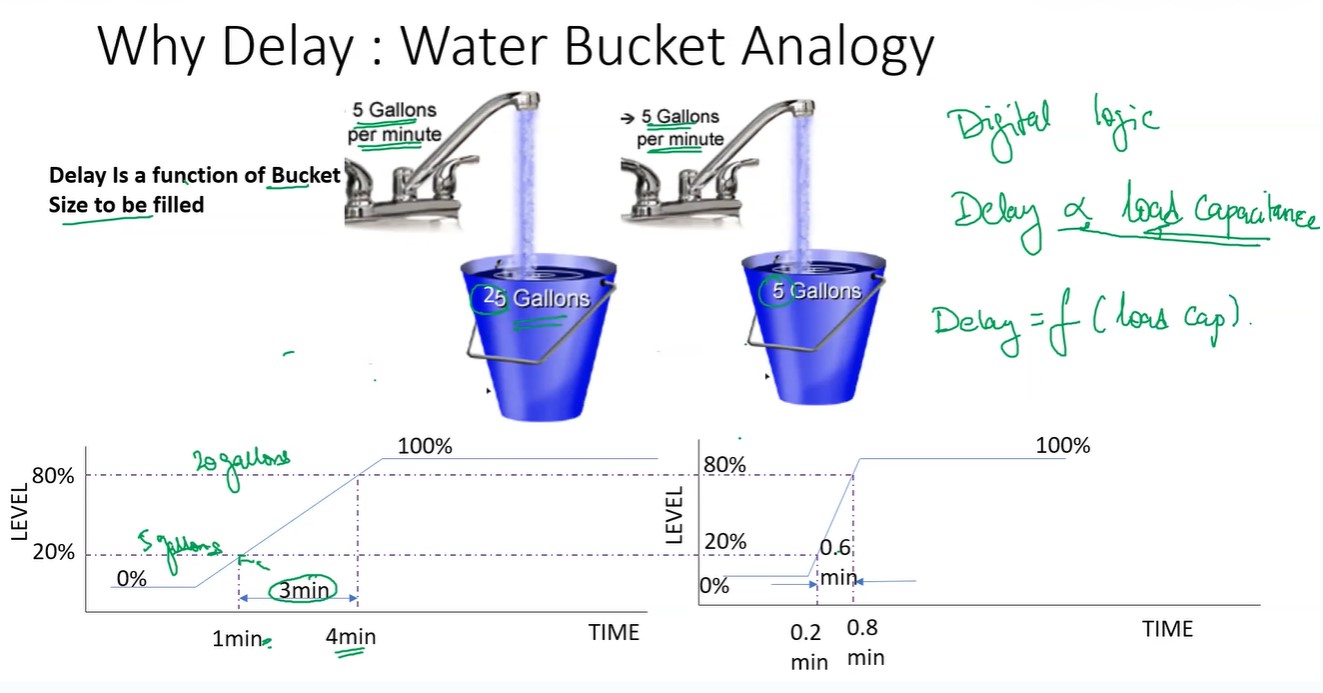 Why Delay : Water Bucket Analogy
5 Gallons
per minute
→ 5 Gallons
per minute
Delay Is a function of Bucket
Size to be filled
25 Gallons
5 Gallons
Digital logic
Delay ∝ load Capacitance
Delay = f (load cap).
LEVEL
80%
20%
0%
20 gallons
5 gallons
100%
3min
1min
4min
TIME
LEVEL
80%
20%
0%
100%
0.6
min
0.2
min
0.8
min
TIME